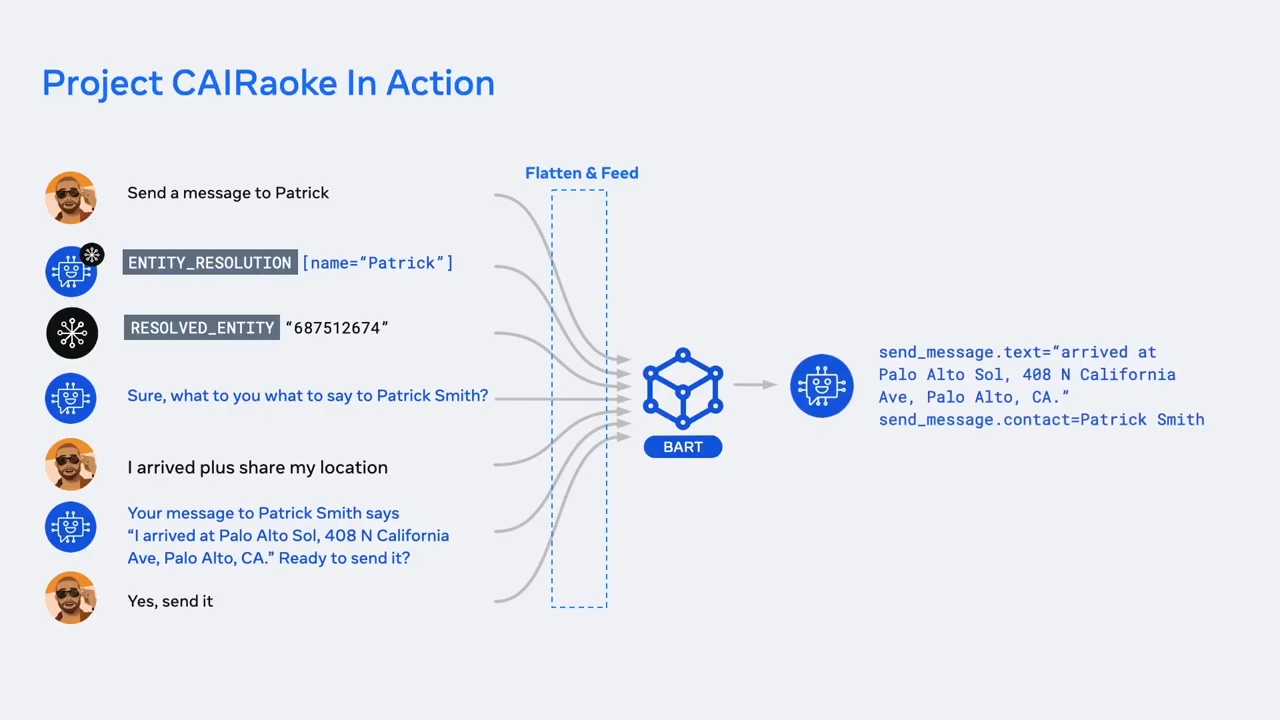 Project CAIRaoke In Action
Flatten & Feed
Send a message to Patrick
ENTITY_RESOLUTION [name=“Patrick”]
RESOLVED_ENTITY “687512674”
Sure, what to you what to say to Patrick Smith?
I arrived plus share my location
Your message to Patrick Smith says
“I arrived at Palo Alto Sol, 408 N California
Ave, Palo Alto, CA.” Ready to send it?
Yes, send it
BART
send_message.text=“arrived at
Palo Alto Sol, 408 N California
Ave, Palo Alto, CA.”
send_message.contact=Patrick Smith